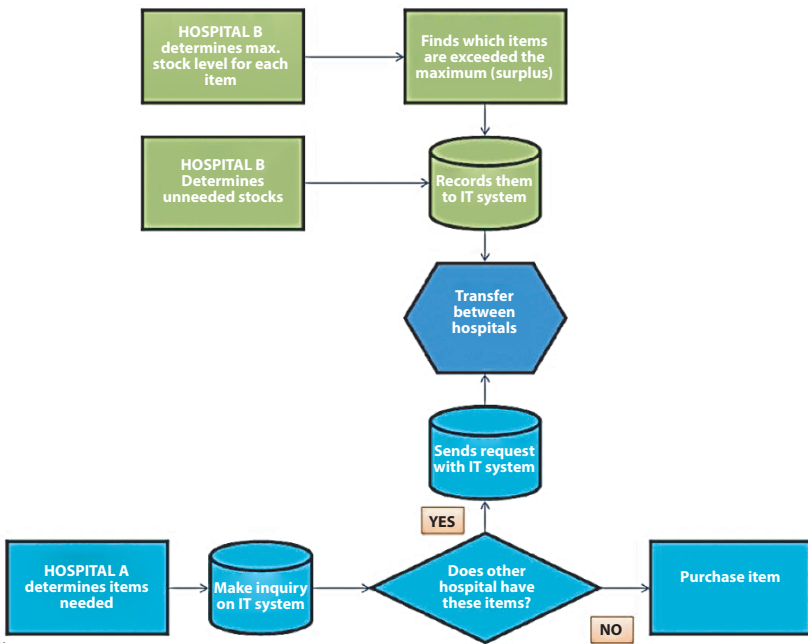 HOSPITAL B
determines max.
stock level for each
item
Finds which items
are exceeded the
maximum (surplus)
HOSPITAL B
Determines
unneeded stocks
Records them
to IT system
Transfer
between
hospitals
Sends request
with IT system
YES
HOSPITAL A
determines items
needed
Make inquiry
on IT system
Does other
hospital have
these items?
Purchase item
NO